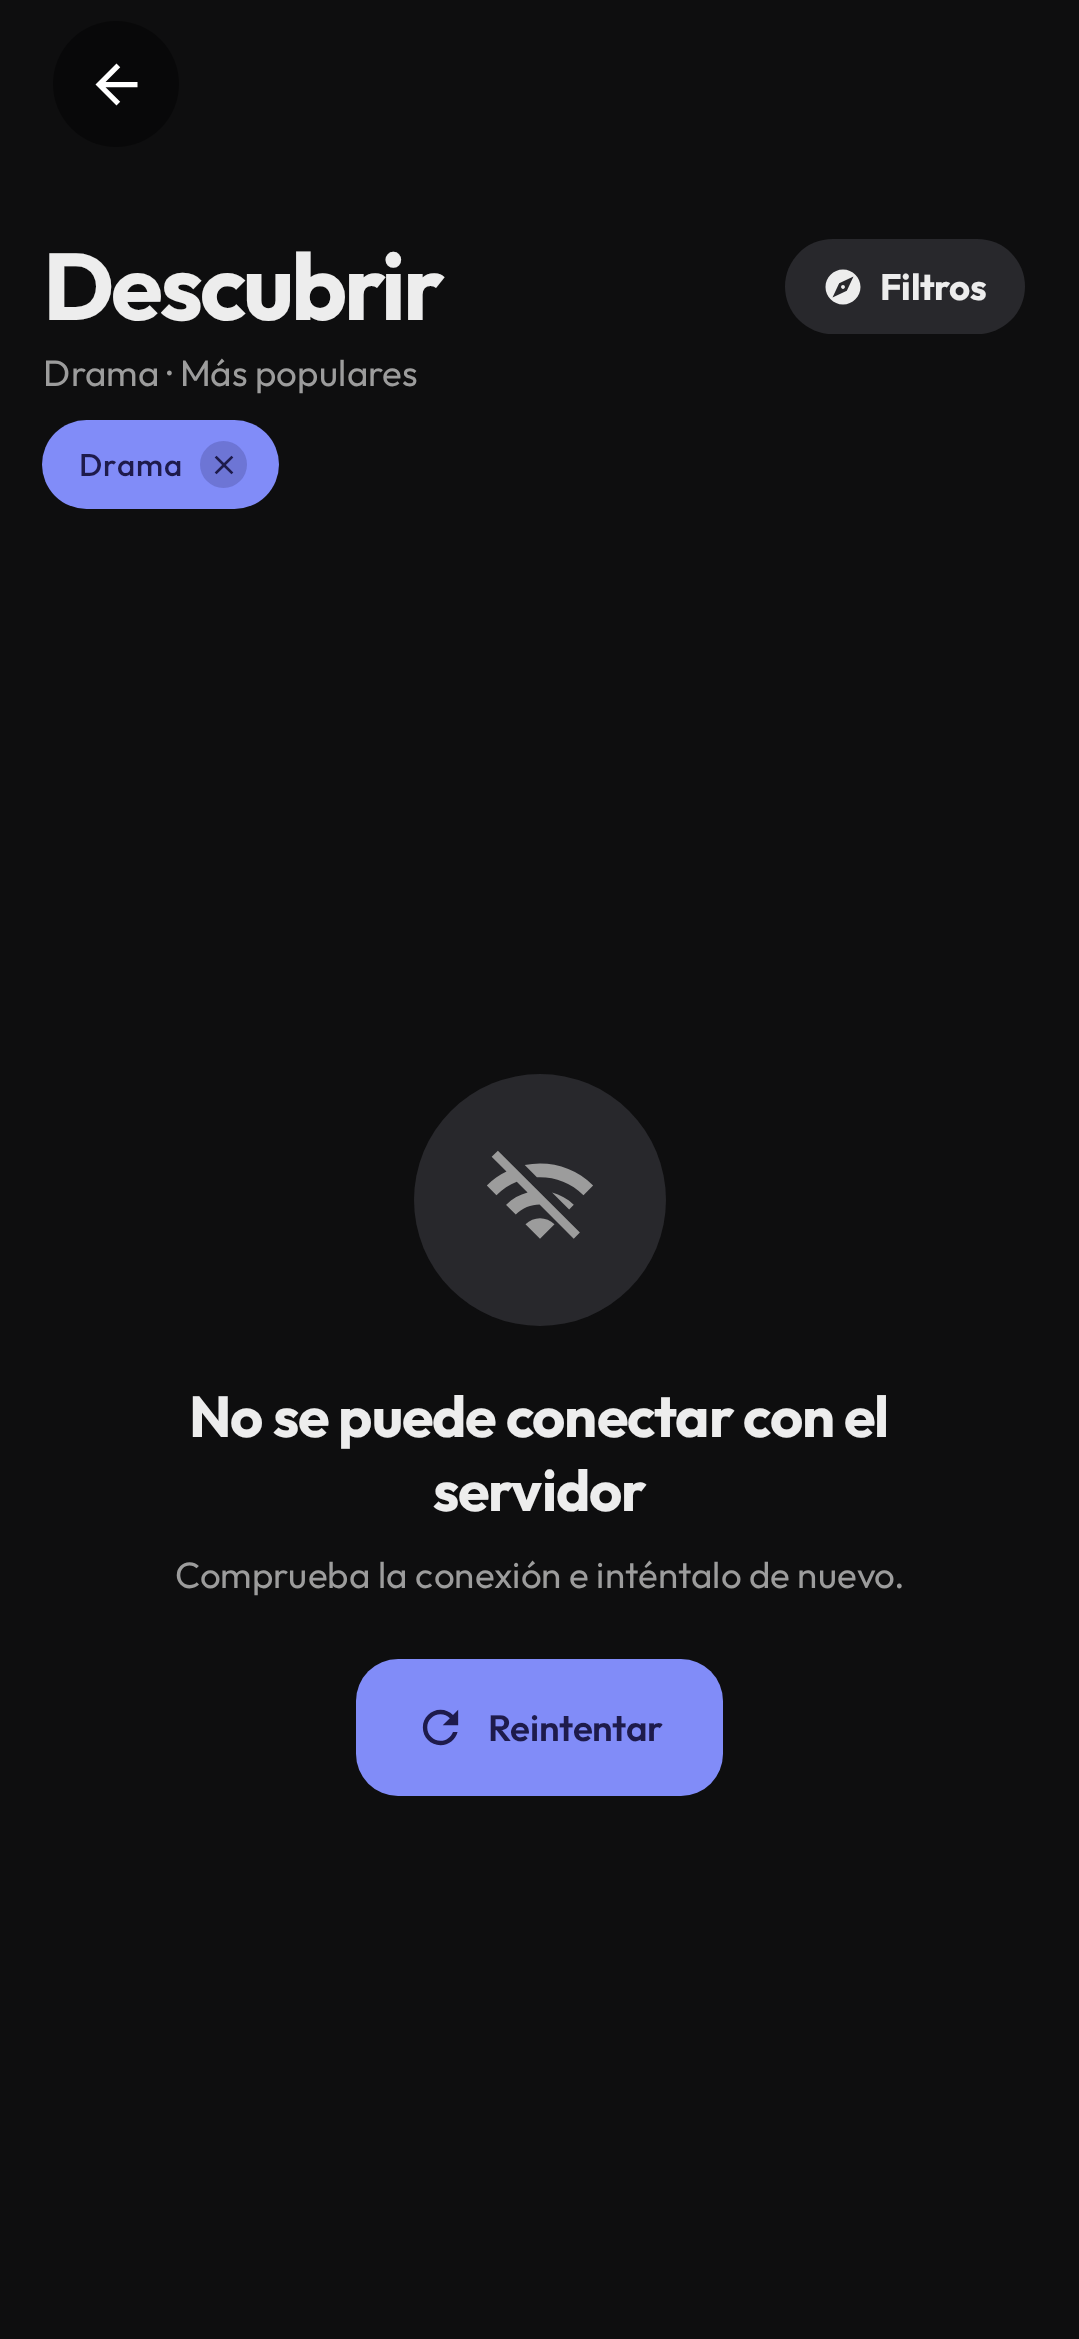 Descubrir
Filtros
Drama · Más populares
Drama
No se puede conectar con el
servidor
Comprueba la conexión e inténtalo de nuevo.
Reintentar